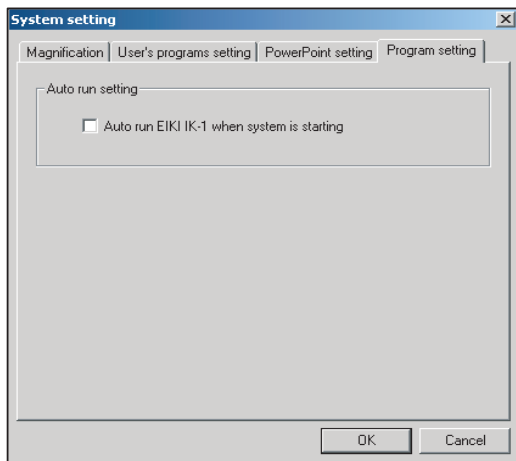 System setting
Magnification User's programs setting PowerPoint setting Program setting
Auto run setting
Auto run EIKI IK-1 when system is starting
OK Cancel